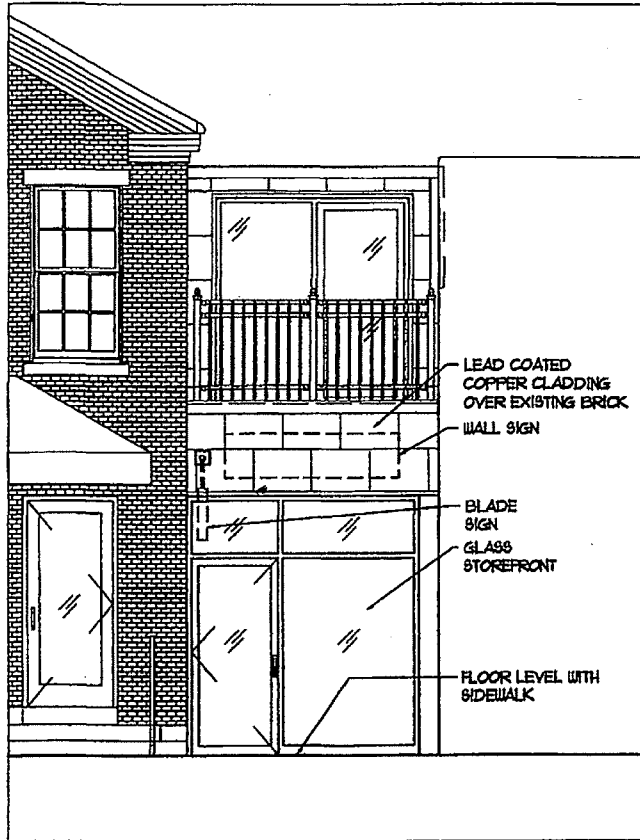 LEAD COATED
COPPER CLADDING
OVER EXISTING BRICK
WALL SIGN
BLADE
SIGN
GLASS
STOREFRONT
FLOOR LEVEL WITH
SIDEWALK